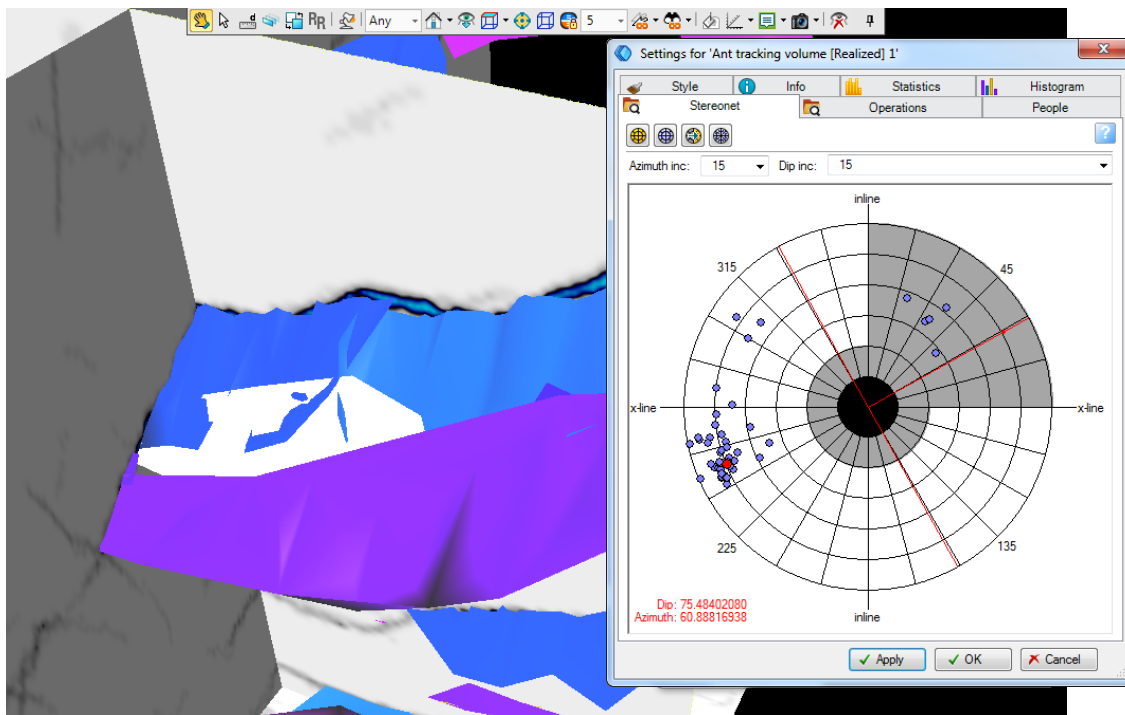 RR Any 5
Settings for 'Ant tracking volume [Realized] 1'
Style Info Statistics Histogram
Stereonet Operations People
?
Azimuth inc: 15 Dip inc: 15
inline
315 45
x-line x-line
225 135
Dip: 75.48402080
Azimuth: 60.88816938
inline
Apply OK Cancel